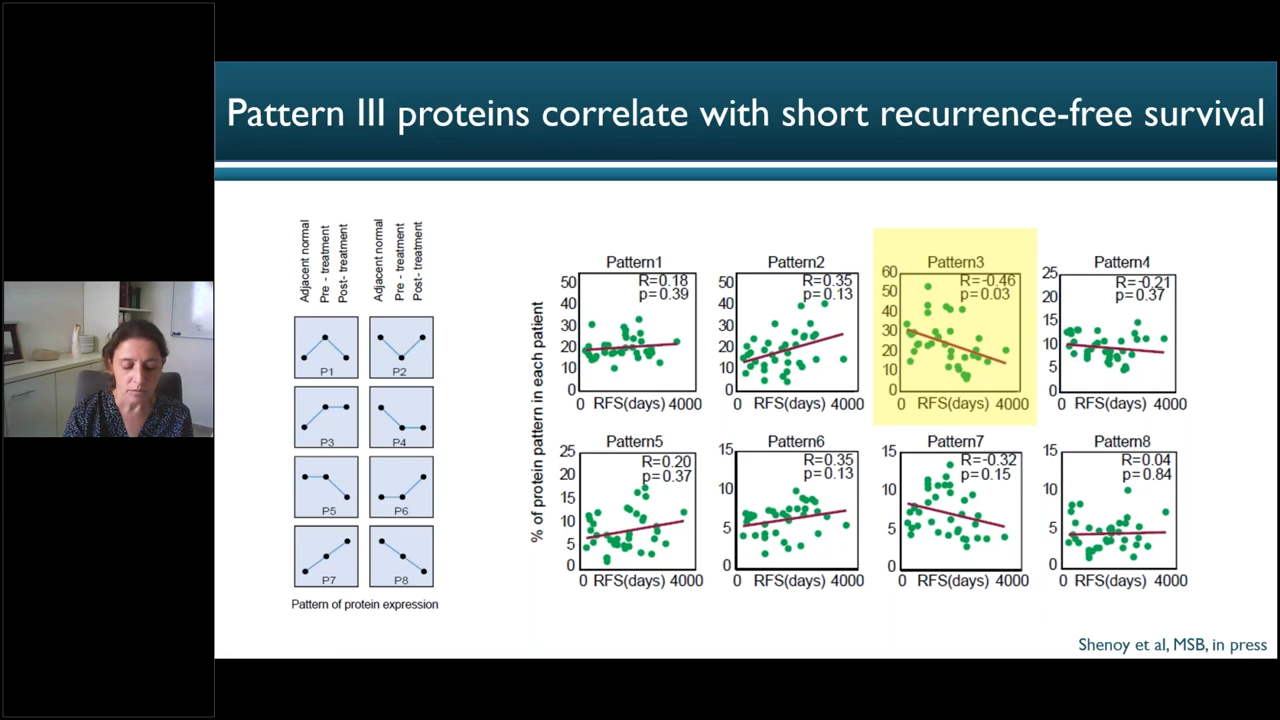 Pattern III proteins correlate with short recurrence-free survival
Adjacent normal
Pre - treatment
Post- treatment
Adjacent normal
Pre - treatment
Post- treatment
P1
P2
P3
P4
P5
P6
P7
P8
Pattern of protein expression
% of protein pattern in each patient
Pattern1
50
40
30
20
10
0
R=0.18
p=0.39
0 RFS(days) 4000
Pattern2
50
40
30
20
10
0
R=0.35
p=0.13
0 RFS(days) 4000
Pattern3
60
50
40
30
20
10
0
R=-0.46
p=0.03
0 RFS(days) 4000
Pattern4
25
20
15
10
5
0
R=-0.21
p=0.37
0 RFS(days) 4000
Pattern5
25
20
15
10
5
0
R=0.20
p=0.37
0 RFS(days) 4000
Pattern6
15
10
5
0
R=0.35
p=0.13
0 RFS(days) 4000
Pattern7
15
10
5
0
R=-0.32
p=0.15
0 RFS(days) 4000
Pattern8
15
10
5
0
R=0.04
p=0.84
0 RFS(days) 4000
Shenoy et al, MSB, in press